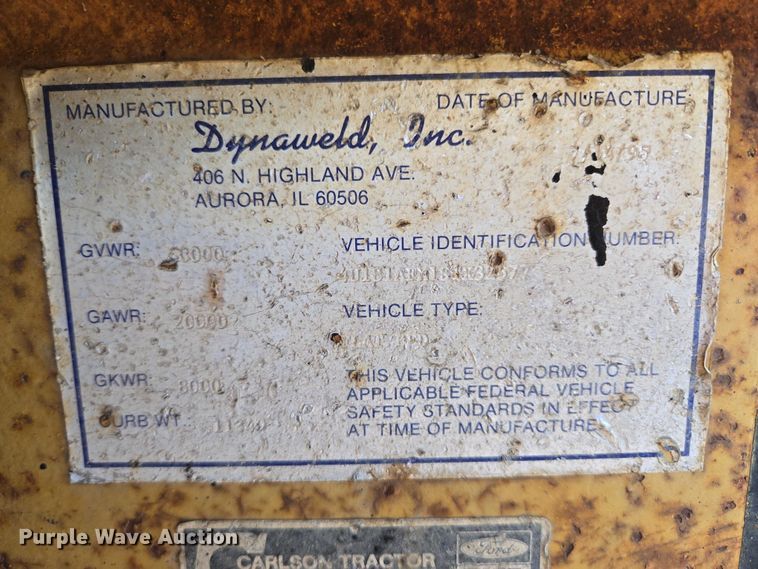 MANUFACTURED BY:
DATE OF MANUFACTURE:
Dynaweld, Inc.
406 N. HIGHLAND AVE.
AURORA, IL 60506
GVWR:
VEHICLE IDENTIFICATION NUMBER:
GAWR: 20000
VEHICLE TYPE:
GKWR: 8000
THIS VEHICLE CONFORMS TO ALL
APPLICABLE FEDERAL VEHICLE
SAFETY STANDARDS IN EFFECT
AT TIME OF MANUFACTURE
CURB WT.
Purple Wave Auction
CARLSON TRACTOR
Ford